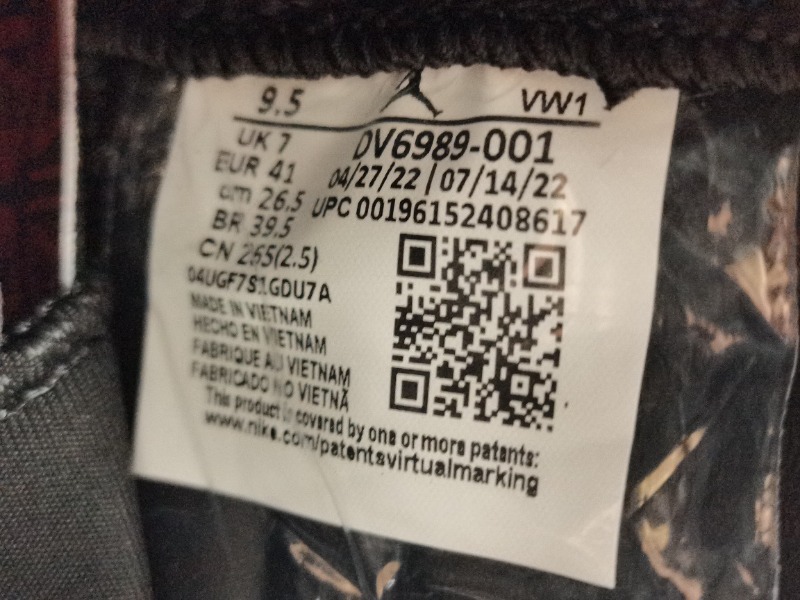 9.5 VW1
UK 7
EUR 41
cm 26.5
BR 39.5
CN 265(2.5)
DV6989-001
04/27/22 | 07/14/22
UPC 00196152408617
04UGF7S1GDU7A
MADE IN VIETNAM
HECHO EN VIETNAM
FABRIQUE AU VIETNAM
FABRICADO NO VIETNÃ
This product is covered by one or more patents:
www.nike.com/patentsvirtualmarking